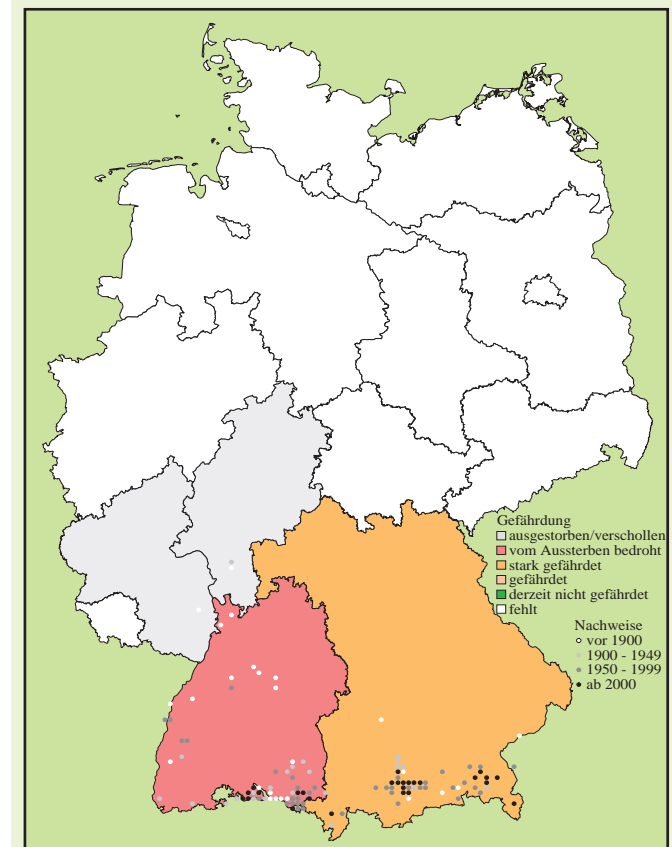 Gefährdung
ausgestorben/verschollen
vom Aussterben bedroht
stark gefährdet
gefährdet
derzeit nicht gefährdet
fehlt
Nachweise
vor 1900
1900 - 1949
1950 - 1999
ab 2000